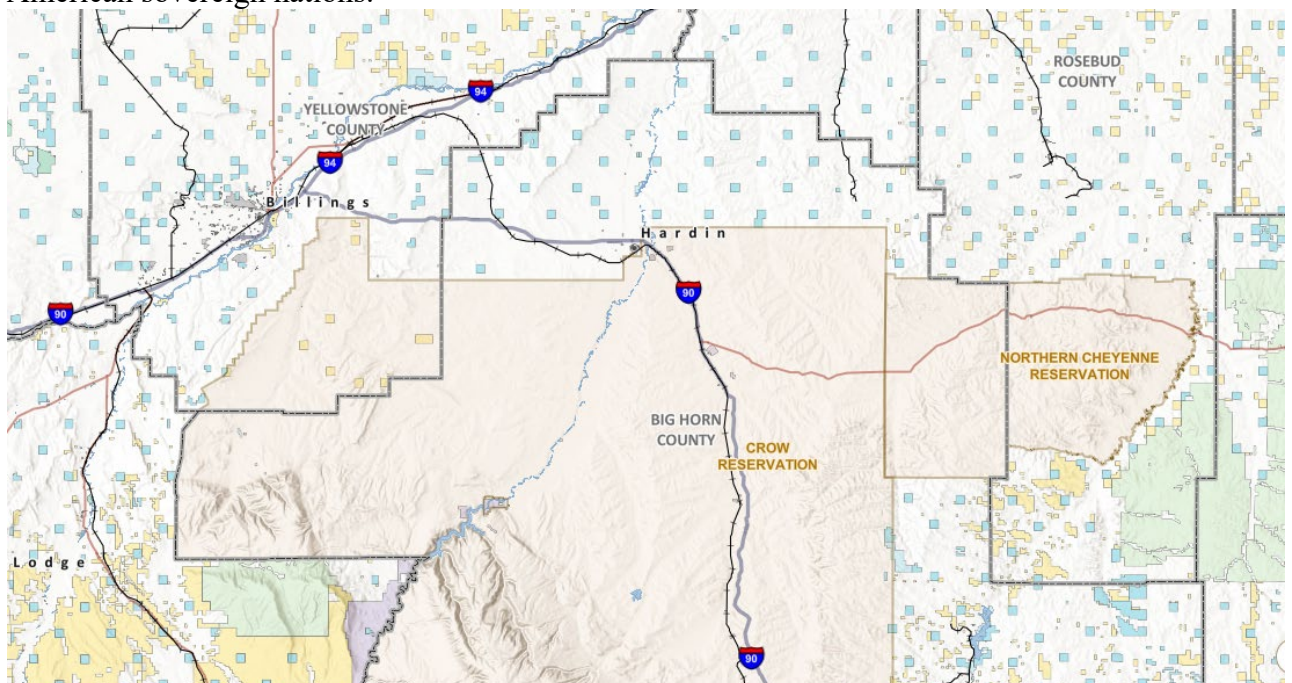 American sovereign nations.
ROSEBUD
COUNTY
94
YELLOWSTONE
COUNTY
94
Billings
Hardin
90
90
NORTHERN CHEYENNE
RESERVATION
BIG HORN
COUNTY
CROW
RESERVATION
Lodge
90